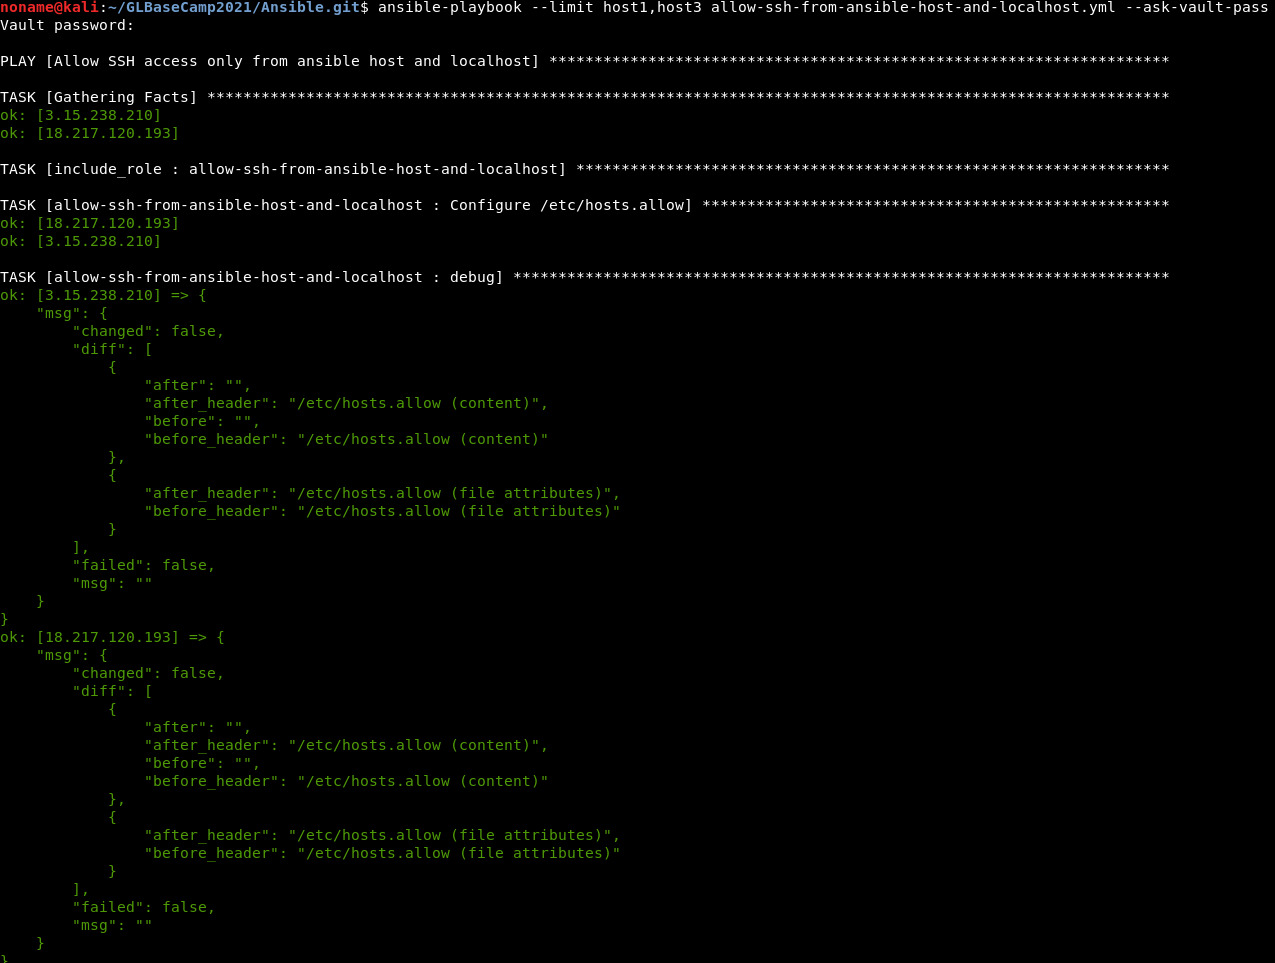 noname@kali:~/GLBaseCamp2021/Ansible.git$ ansible-playbook --limit host1,host3 allow-ssh-from-ansible-host-and-localhost.yml --ask-vault-pass
Vault password:

PLAY [Allow SSH access only from ansible host and localhost] *********************************************************************

TASK [Gathering Facts] ***********************************************************************************************************
ok: [3.15.238.210]
ok: [18.217.120.193]

TASK [include_role : allow-ssh-from-ansible-host-and-localhost] ******************************************************************

TASK [allow-ssh-from-ansible-host-and-localhost : Configure /etc/hosts.allow] ****************************************************
ok: [18.217.120.193]
ok: [3.15.238.210]

TASK [allow-ssh-from-ansible-host-and-localhost : debug] *************************************************************************
ok: [3.15.238.210] => {
    "msg": {
        "changed": false,
        "diff": [
            {
                "after": "",
                "after_header": "/etc/hosts.allow (content)",
                "before": "",
                "before_header": "/etc/hosts.allow (content)"
            },
            {
                "after_header": "/etc/hosts.allow (file attributes)",
                "before_header": "/etc/hosts.allow (file attributes)"
            }
        ],
        "failed": false,
        "msg": ""
    }
}
ok: [18.217.120.193] => {
    "msg": {
        "changed": false,
        "diff": [
            {
                "after": "",
                "after_header": "/etc/hosts.allow (content)",
                "before": "",
                "before_header": "/etc/hosts.allow (content)"
            },
            {
                "after_header": "/etc/hosts.allow (file attributes)",
                "before_header": "/etc/hosts.allow (file attributes)"
            }
        ],
        "failed": false,
        "msg": ""
    }
}